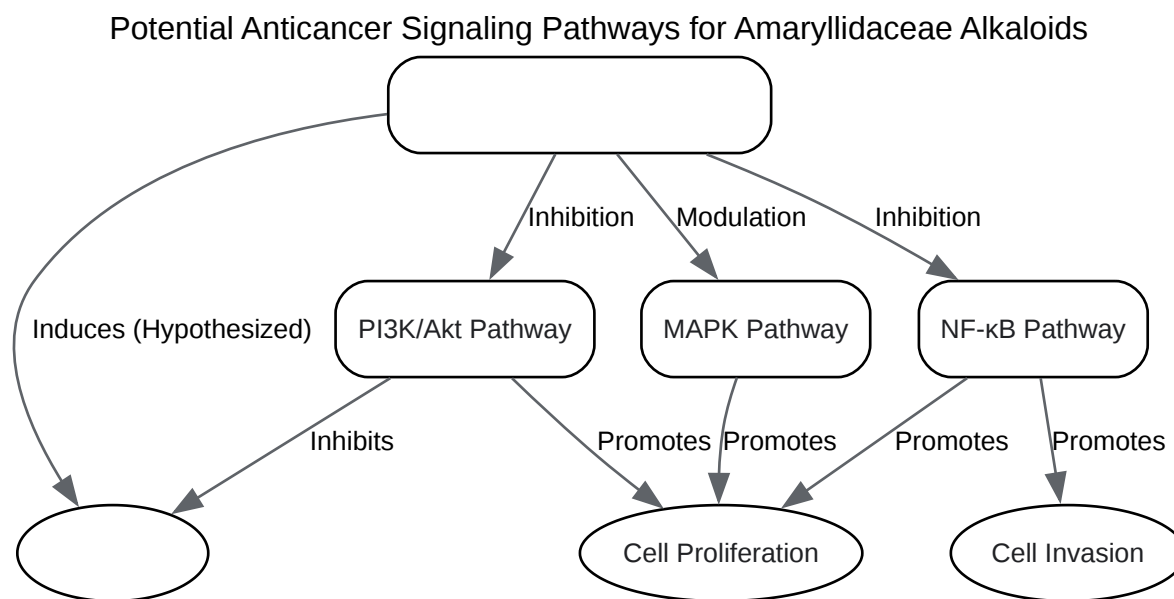 Potential Anticancer Signaling Pathways for Amaryllidaceae Alkaloids
Inhibition
Modulation
Inhibition
Induces (Hypothesized)
PI3K/Akt Pathway
MAPK Pathway
NF-κB Pathway
Inhibits
Promotes
Promotes
Promotes
Promotes
Cell Proliferation
Cell Invasion